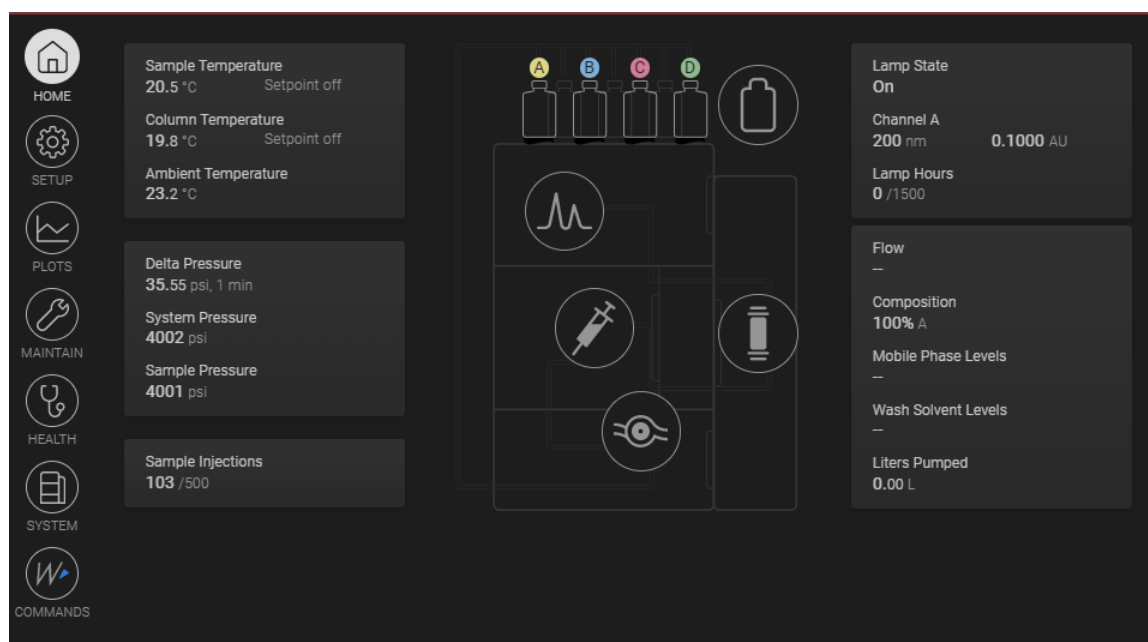 HOME
SETUP
PLOTS
MAINTAIN
HEALTH
SYSTEM
COMMANDS
Sample Temperature
20.5 °C Setpoint off
Column Temperature
19.8 °C Setpoint off
Ambient Temperature
23.2 °C
Delta Pressure
35.55 psi, 1 min
System Pressure
4002 psi
Sample Pressure
4001 psi
Sample Injections
103 /500
A B C D
Lamp State
On
Channel A
200 nm 0.1000 AU
Lamp Hours
0 /1500
Flow
--
Composition
100% A
Mobile Phase Levels
--
Wash Solvent Levels
--
Liters Pumped
0.00 L